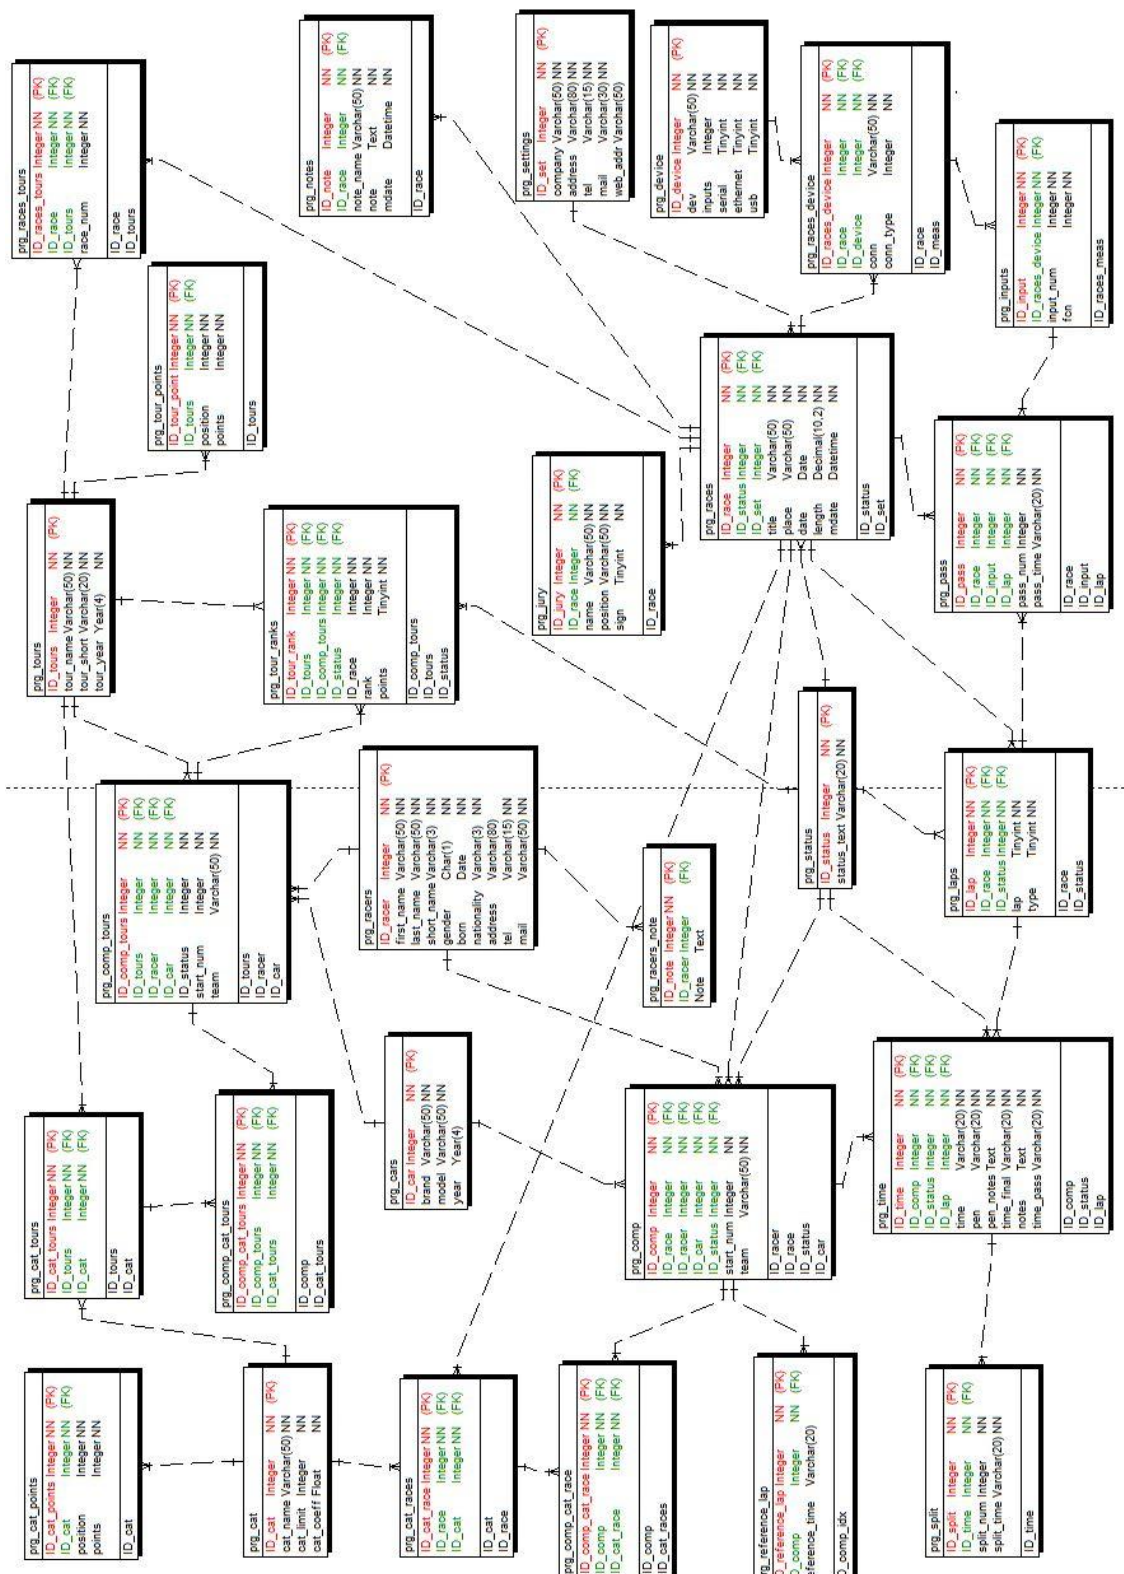 prg_cat_points
ID_cat_points Integer NN (PK)
ID_cat Integer NN (FK)
position Integer NN
points Integer NN
ID_cat
prg_cat_tours
ID_cat_tours Integer NN (PK)
ID_tours Integer NN (FK)
ID_cat Integer NN (FK)
ID_tours
ID_cat
prg_comp_tours
ID_comp_tours Integer NN (PK)
ID_tours Integer NN (FK)
ID_racer Integer NN (FK)
ID_car Integer NN (FK)
ID_status Integer NN
start_num Integer NN
team Varchar(50) NN
ID_tours
ID_racer
ID_car
prg_tours
ID_tours Integer NN (PK)
tour_name Varchar(50) NN
tour_short Varchar(20) NN
tour_year Year(4) NN
prg_tour_points
ID_tour_point Integer NN (PK)
ID_tours Integer NN (FK)
position Integer NN
points Integer NN
ID_tours
prg_races_tours
ID_races_tours Integer NN (PK)
ID_race Integer NN (FK)
ID_tours Integer NN (FK)
race_num Integer NN
ID_race
ID_tours
prg_cat
ID_cat Integer NN (PK)
cat_name Varchar(50) NN
cat_limit Integer NN
cat_coeff Float NN
prg_comp_cat_tours
ID_comp_cat_tours Integer NN (PK)
ID_comp_tours Integer NN (FK)
ID_cat_tours Integer NN (FK)
ID_comp
ID_cat_tours
prg_tour_ranks
ID_tour_rank Integer NN (PK)
ID_tours Integer NN (FK)
ID_comp_tours Integer NN (FK)
ID_status Integer NN (FK)
ID_race Integer NN
rank Integer NN
points Tinyint NN
ID_comp_tours
ID_tours
ID_status
prg_notes
ID_note Integer NN (PK)
ID_race Integer NN (FK)
note_name Varchar(50) NN
note Text NN
mdate Datetime NN
ID_race
prg_cat_races
ID_cat_race Integer NN (PK)
ID_race Integer NN (FK)
ID_cat Integer NN (FK)
ID_cat
ID_race
prg_cars
ID_car Integer NN (PK)
brand Varchar(50) NN
model Varchar(50) NN
year Year(4)
prg_racers
ID_racer Integer NN (PK)
first_name Varchar(50) NN
last_name Varchar(50) NN
short_name Varchar(3) NN
gender Char(1) NN
born Date NN
nationality Varchar(3) NN
address Varchar(80)
tel Varchar(15) NN
mail Varchar(50) NN
prg_jury
ID_jury Integer NN (PK)
ID_race Integer NN (FK)
name Varchar(50) NN
position Varchar(50) NN
sign Tinyint NN
ID_race
prg_settings
ID_set Integer NN (PK)
company Varchar(50) NN
address Varchar(80) NN
tel Varchar(15) NN
mail Varchar(30) NN
web_addr Varchar(50)
prg_comp_cat_race
ID_comp_cat_race Integer NN (PK)
ID_comp Integer NN (FK)
ID_cat_race Integer NN (FK)
ID_comp
ID_cat_races
prg_comp
ID_comp Integer NN (PK)
ID_race Integer NN (FK)
ID_racer Integer NN (FK)
ID_car Integer NN (FK)
ID_status Integer NN (FK)
start_num Integer NN
team Varchar(50) NN
ID_racer
ID_race
ID_status
ID_car
prg_racers_note
ID_note Integer NN (PK)
ID_racer Integer (FK)
Note Text
prg_races
ID_race Integer NN (PK)
ID_status Integer NN (FK)
ID_set Integer NN (FK)
title Varchar(50) NN
place Varchar(50) NN
date Date NN
length Decimal(10,2) NN
mdate Datetime NN
ID_status
ID_set
prg_device
ID_device Integer NN (PK)
dev Varchar(50) NN
inputs Integer NN
serial Tinyint NN
ethernet Tinyint NN
usb Tinyint NN
prg_reference_lap
D_reference_lap Integer NN (PK)
D_comp Integer NN (FK)
eference_time Varchar(20)
D_comp_idx
prg_status
ID_status Integer NN (PK)
status_text Varchar(20) NN
prg_races_device
ID_races_device Integer NN (PK)
ID_race Integer NN (FK)
ID_device Integer NN (FK)
conn Varchar(50) NN
conn_type Integer NN
ID_race
ID_meas
prg_split
ID_split Integer NN (PK)
ID_time Integer NN (FK)
split_num Integer NN
split_time Varchar(20) NN
ID_time
prg_time
ID_time Integer NN (PK)
ID_comp Integer NN (FK)
ID_status Integer NN (FK)
ID_lap Integer NN (FK)
time Varchar(20) NN
pen Varchar(20) NN
pen_notes Text NN
time_final Varchar(20) NN
notes Text NN
time_pass Varchar(20) NN
ID_comp
ID_status
ID_lap
prg_laps
ID_lap Integer NN (PK)
ID_race Integer NN (FK)
ID_status Integer NN (FK)
lap Tinyint NN
type Tinyint NN
ID_race
ID_status
prg_pass
ID_pass Integer NN (PK)
ID_race Integer NN (FK)
ID_input Integer NN (FK)
ID_lap Integer NN (FK)
pass_num Integer NN
pass_time Varchar(20) NN
ID_race
ID_input
ID_lap
prg_inputs
ID_input Integer NN (PK)
ID_races_device Integer NN (FK)
input_num Integer NN
fcn Integer NN
ID_races_meas